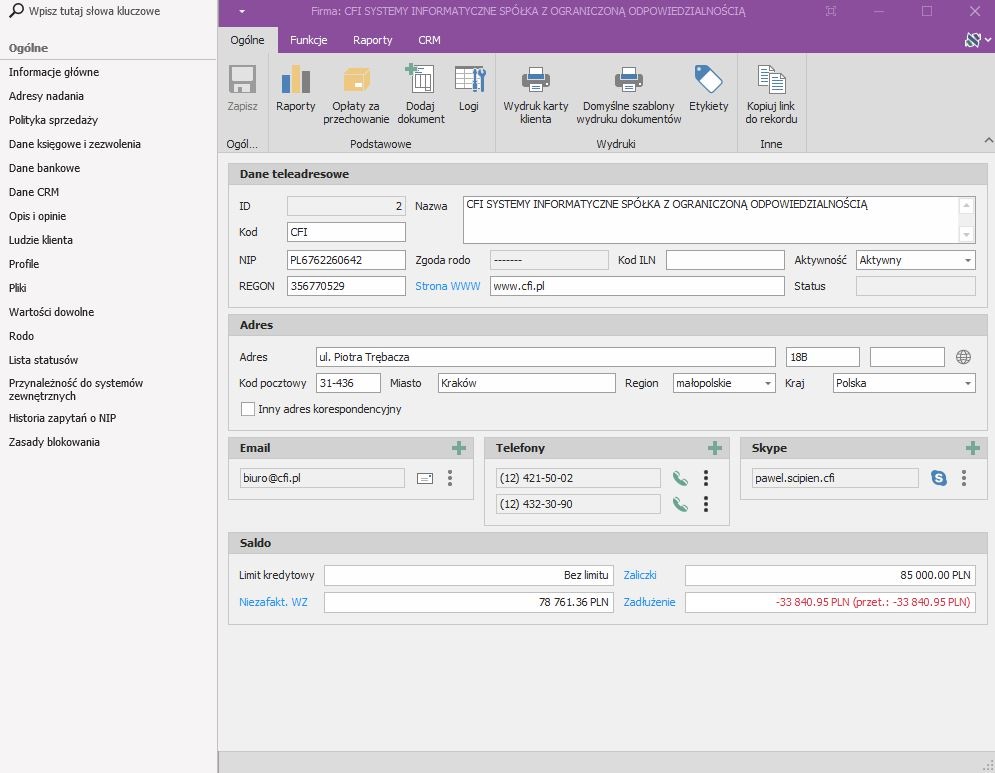 Wpisz tutaj słowa kluczowe
Ogólne
Informacje główne
Adresy nadania
Polityka sprzedaży
Dane księgowe i zezwolenia
Dane bankowe
Dane CRM
Opis i opinie
Ludzie klienta
Profile
Pliki
Wartości dowolne
Rodo
Lista statusów
Przynależność do systemów
zewnętrznych
Historia zapytań o NIP
Zasady blokowania
Firma: CFI SYSTEMY INFORMATYCZNE SPÓŁKA Z OGRANICZONĄ ODPOWIEDZIALNOŚCIĄ
Ogólne Funkcje Raporty CRM
Zapisz Raporty Opłaty za przechowanie Dodaj dokument Logi Wydruk karty klienta Domyślne szablony wydruku dokumentów Etykiety Kopiuj link do rekordu
Ogól... Podstawowe Wydruki Inne
Dane teleadresowe
ID 2 Nazwa CFI SYSTEMY INFORMATYCZNE SPÓŁKA Z OGRANICZONĄ ODPOWIEDZIALNOŚCIĄ
Kod CFI
NIP PL6762260642 Zgoda rodo ------- Kod ILN Aktywność Aktywny
REGON 356770529 Strona WWW www.cfi.pl Status
Adres
Adres ul. Piotra Trębacza 18B
Kod pocztowy 31-436 Miasto Kraków Region małopolskie Kraj Polska
Inny adres korespondencyjny
Email Telefony Skype
biuro@cfi.pl (12) 421-50-02 pawel.scipien.cfi
(12) 432-30-90
Saldo
Limit kredytowy Bez limitu Zaliczki 85 000.00 PLN
Niezafakt. WZ 78 761.36 PLN Zadłużenie -33 840.95 PLN (przet.: -33 840.95 PLN)